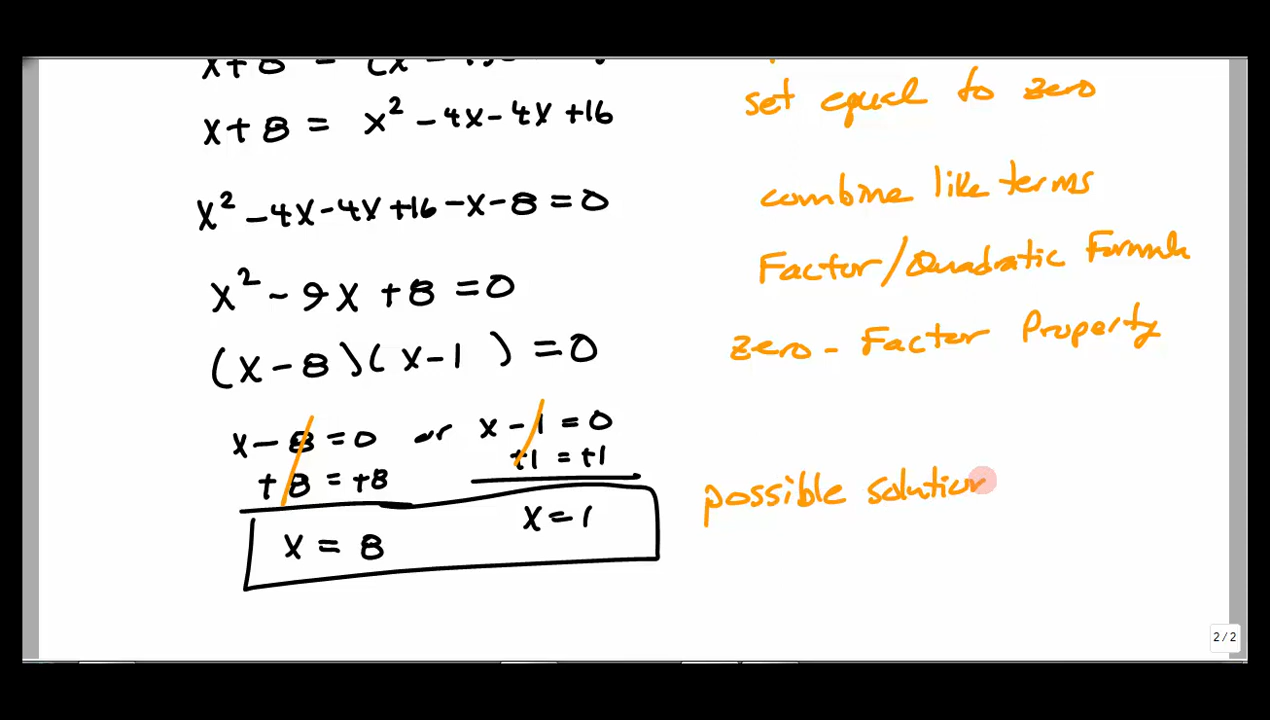 x+8 = (x
set equal to zero
x+8 = x² -4x-4x+16
combine like terms
x² -4x-4x+16-x-8=0
Factor/Quadratic Formula
x² - 9x +8 =0
zero - Factor Property
(x-8)(x-1) =0
x-8=0 or x-1=0
+8=+8 +1=+1
possible solution
x=8 x=1
2/2